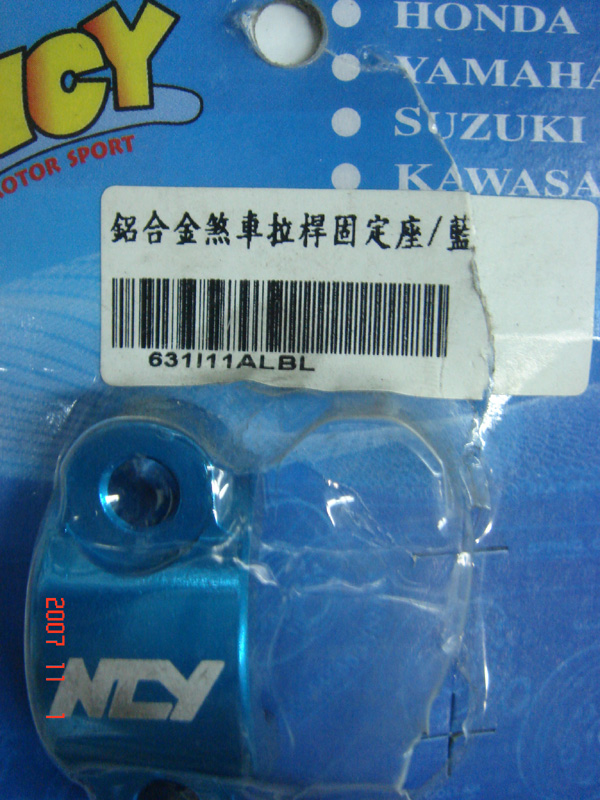 HONDA
YAMAHA
SUZUKI
KAWASA
NCY
MOTOR SPORT
鋁合金煞車拉桿固定座/藍
631I11ALBL
NCY
2007 11 1